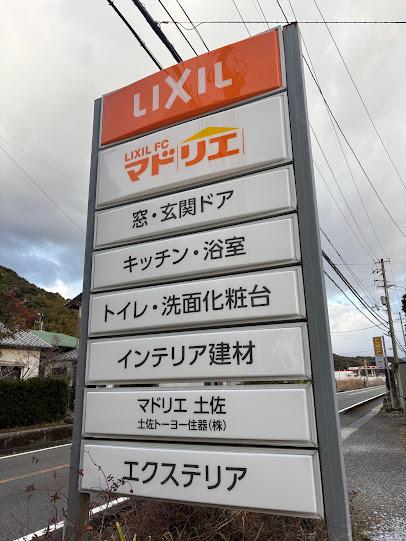 LIXIL
LIXIL FC
マドリエ
窓・玄関ドア
キッチン・浴室
トイレ・洗面化粧台
インテリア建材
マドリエ 土佐
土佐トーヨー住器(株)
エクステリア